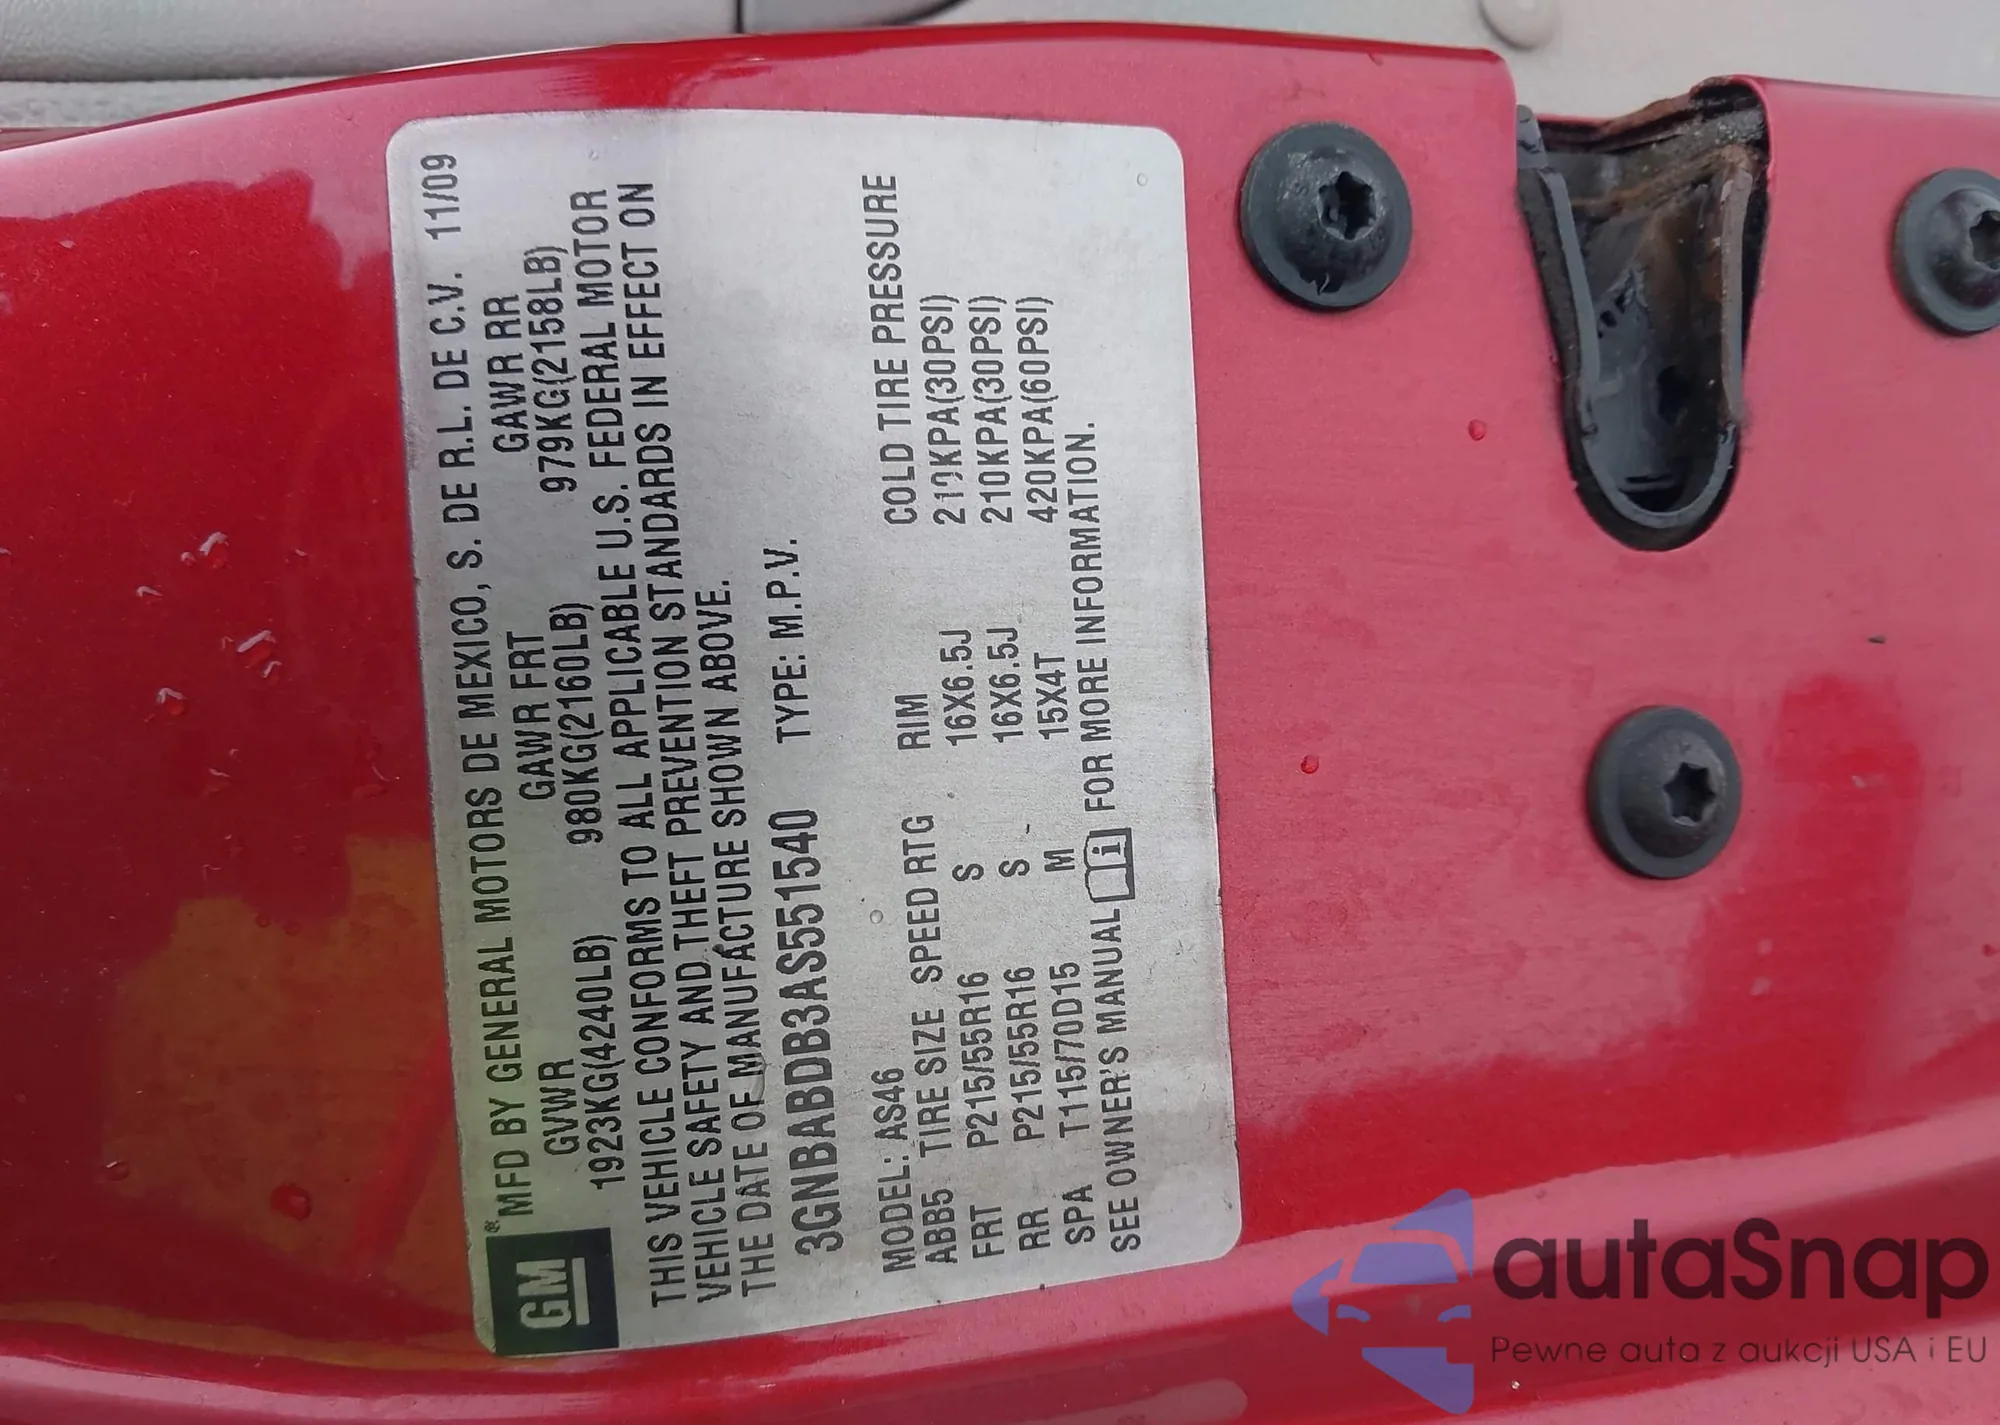 GM ® MFD BY GENERAL MOTORS DE MEXICO, S. DE R.L. DE C.V. 11/09
GVWR GAWR FRT GAWR RR
1923KG(4240LB) 980KG(2160LB) 979KG(2158LB)
THIS VEHICLE CONFORMS TO ALL APPLICABLE U.S. FEDERAL MOTOR
VEHICLE SAFETY AND THEFT PREVENTION STANDARDS IN EFFECT ON
THE DATE OF MANUFACTURE SHOWN ABOVE.
3GNBABDB3AS551540 TYPE: M.P.V.
MODEL: AS46
ABB5 TIRE SIZE SPEED RTG RIM COLD TIRE PRESSURE
FRT P215/55R16 S 16X6.5J 210KPA(30PSI)
RR P215/55R16 S 16X6.5J 210KPA(30PSI)
SPA T115/70D15 M 15X4T 420KPA(60PSI)
SEE OWNER'S MANUAL i FOR MORE INFORMATION.
autaSnap
Pewne auta z aukcji USA i EU